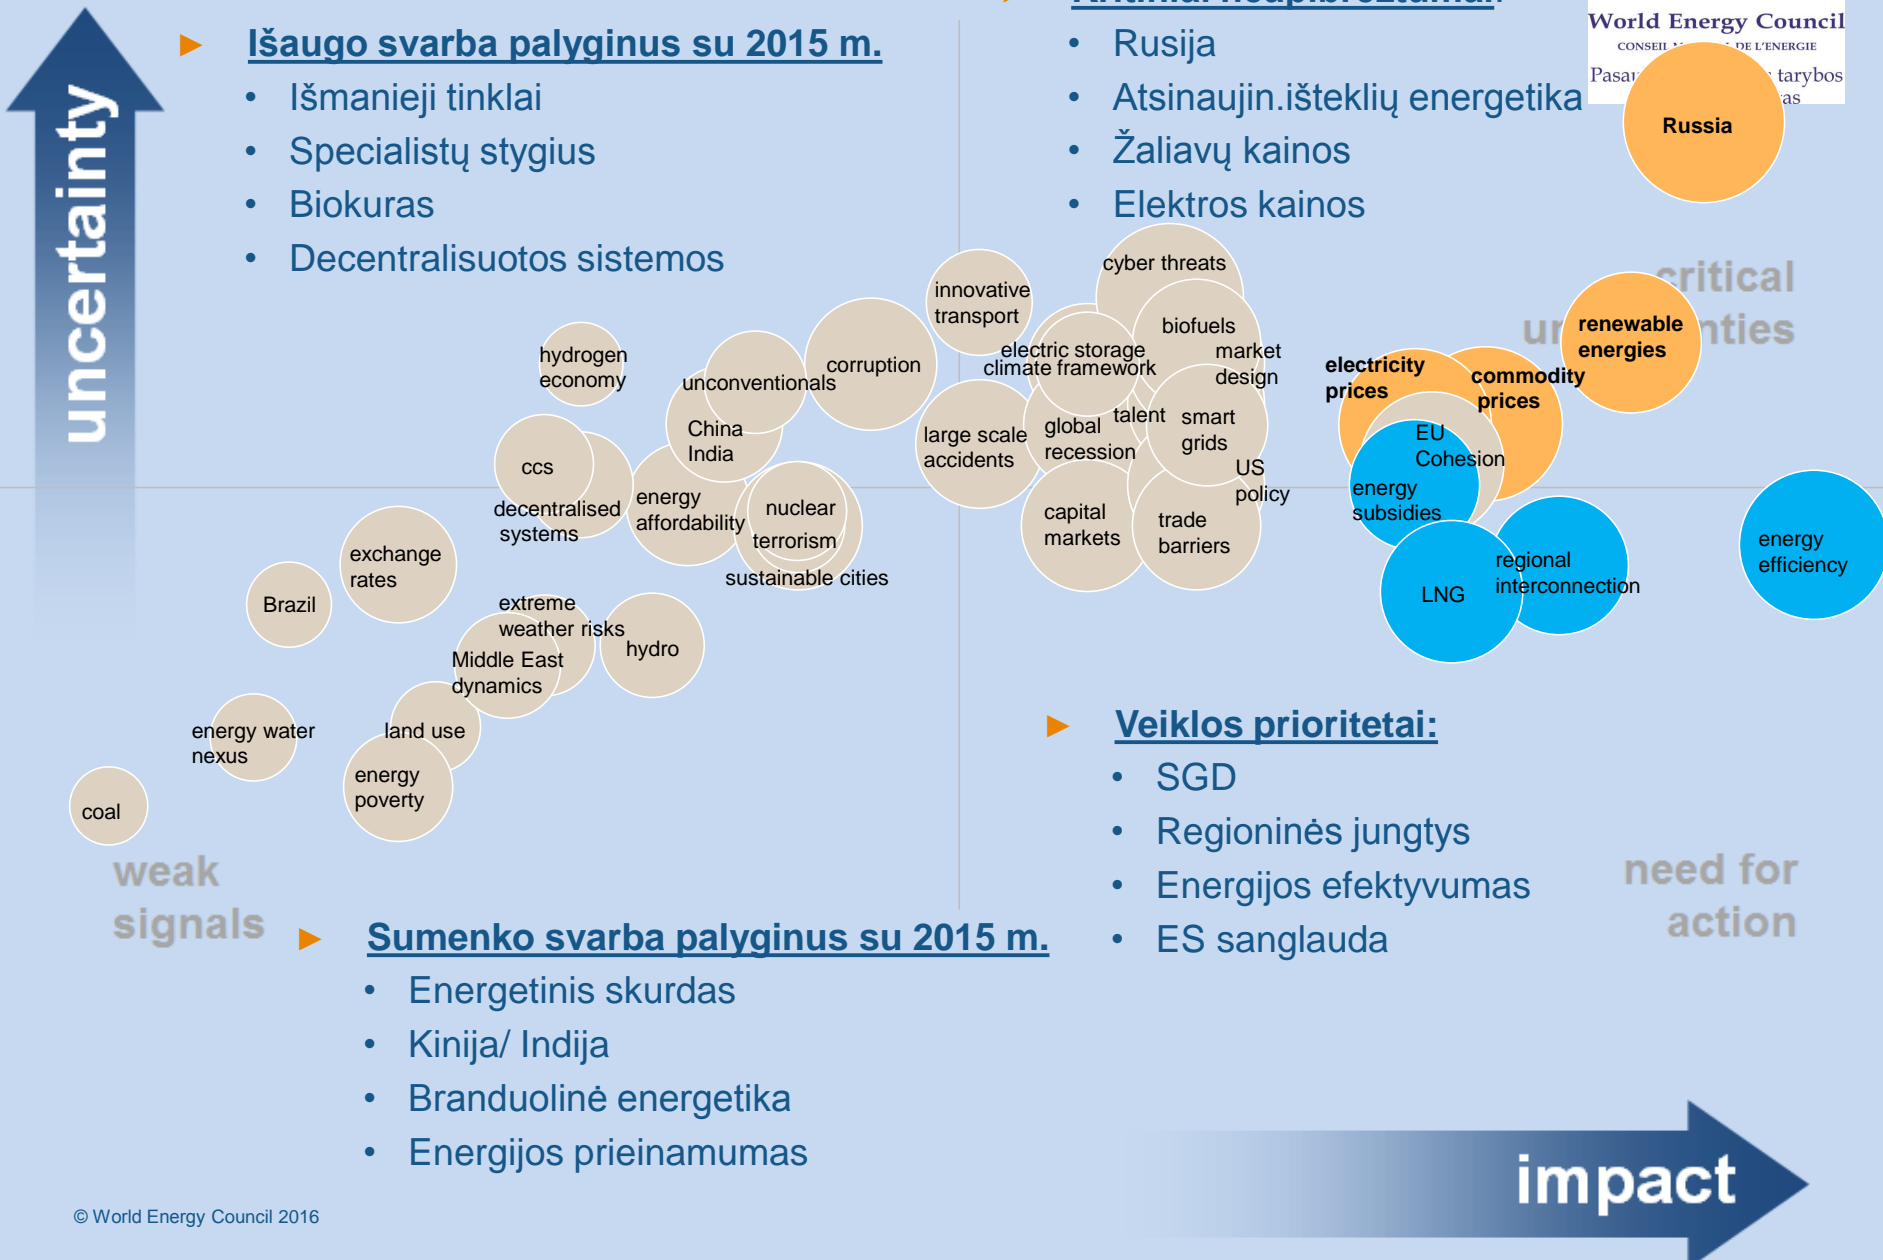 uncertainty
Išaugo svarba palyginus su 2015 m.
• Išmanieji tinklai
• Specialistų stygius
• Biokuras
• Decentralisuotos sistemos
• Rusija
• Atsinaujin.išteklių energetika
• Žaliavų kainos
• Elektros kainos
World Energy Council
CONSEIL DE L'ENERGIE
tarybos
Russia
critical
renewable
energies
cyber threats
innovative
transport
biofuels
market
design
electric storage
climate framework
hydrogen
economy
unconventionals
corruption
electricity
prices
commodity
prices
China
India
large scale
accidents
global
recession
talent
smart
grids
US
policy
EU
Cohesion
ccs
decentralised
systems
energy
affordability
nuclear
terrorism
sustainable cities
capital
markets
trade
barriers
energy
subsidies
LNG
regional
interconnection
energy
efficiency
exchange
rates
Brazil
extreme
weather risks
Middle East
dynamics
hydro
energy water
nexus
land use
energy
poverty
coal
weak
signals
Veiklos prioritetai:
• SGD
• Regioninės jungtys
• Energijos efektyvumas
• ES sanglauda
need for
action
Sumenko svarba palyginus su 2015 m.
• Energetinis skurdas
• Kinija/ Indija
• Branduolinė energetika
• Energijos prieinamumas
impact
© World Energy Council 2016